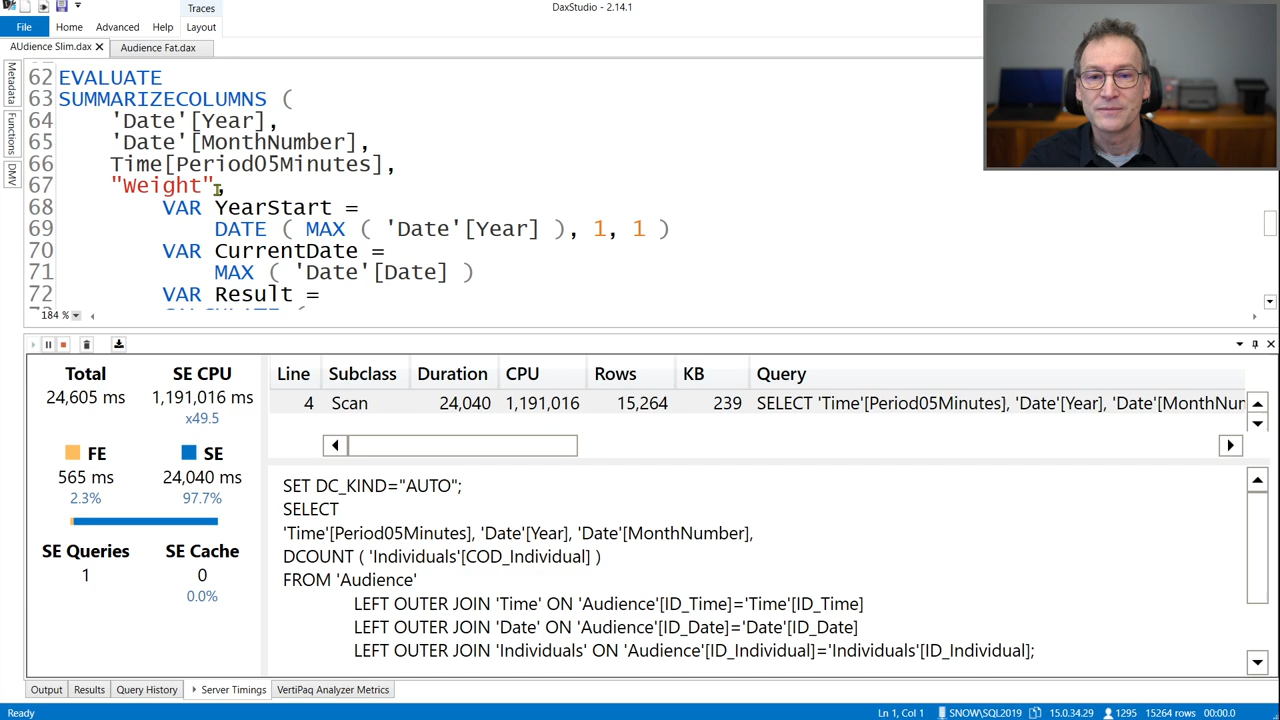 DaxStudio - 2.14.1
Traces
File Home Advanced Help Layout
AUdience Slim.dax Audience Fat.dax
Metadata
Functions
DMV
62 EVALUATE
63 SUMMARIZECOLUMNS (
64 'Date'[Year],
65 'Date'[MonthNumber],
66 Time[Period05Minutes],
67 "Weight",
68 VAR YearStart =
69 DATE ( MAX ( 'Date'[Year] ), 1, 1 )
70 VAR CurrentDate =
71 MAX ( 'Date'[Date] )
72 VAR Result =
184 %
Total SE CPU
24,605 ms 1,191,016 ms
x49.5
FE SE
565 ms 24,040 ms
2.3% 97.7%
SE Queries SE Cache
1 0
0.0%
Line Subclass Duration CPU Rows KB Query
4 Scan 24,040 1,191,016 15,264 239 SELECT 'Time'[Period05Minutes], 'Date'[Year], 'Date'[MonthNum
SET DC_KIND="AUTO";
SELECT
'Time'[Period05Minutes], 'Date'[Year], 'Date'[MonthNumber],
DCOUNT ( 'Individuals'[COD_Individual] )
FROM 'Audience'
LEFT OUTER JOIN 'Time' ON 'Audience'[ID_Time]='Time'[ID_Time]
LEFT OUTER JOIN 'Date' ON 'Audience'[ID_Date]='Date'[ID_Date]
LEFT OUTER JOIN 'Individuals' ON 'Audience'[ID_Individual]='Individuals'[ID_Individual];
Output Results Query History Server Timings VertiPaq Analyzer Metrics
Ready Ln 1, Col 1 SNOW\SQL2019 15.0.34.29 1295 15264 rows 00:00.0